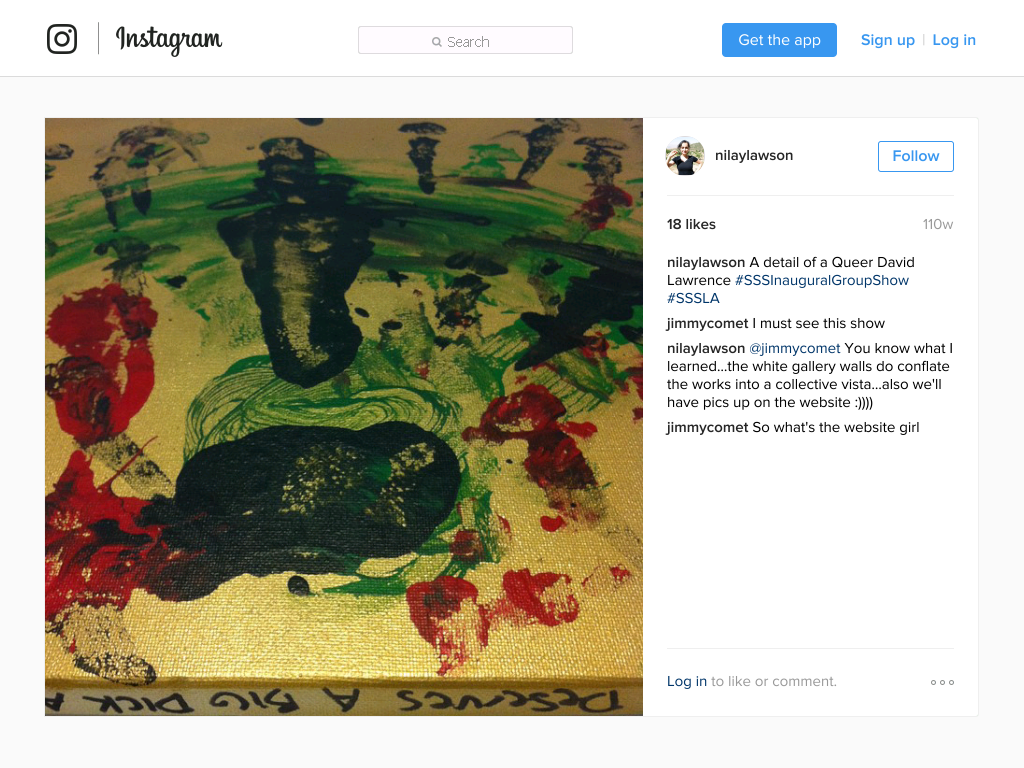 Instagram
Search
Get the app
Sign up | Log in
nilaylawson
Follow
18 likes
110w
nilaylawson A detail of a Queer David
Lawrence #SSSInauguralGroupShow
#SSSLA
jimmycomet I must see this show
nilaylawson @jimmycomet You know what I
learned...the white gallery walls do conflate
the works into a collective vista...also we'll
have pics up on the website :))))
jimmycomet So what's the website girl
Log in to like or comment.
DESERVES A BIG DICK A